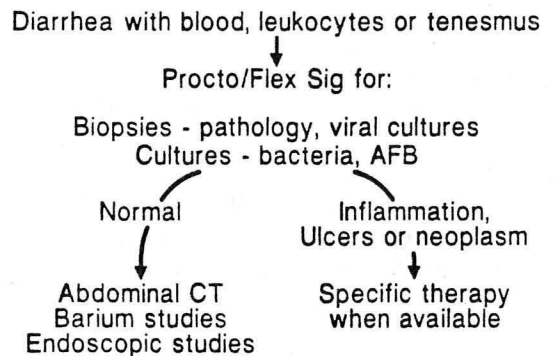 Diarrhea with blood, leukocytes or tenesmus
Procto/Flex Sig for:
Biopsies - pathology, viral cultures
Cultures - bacteria, AFB
Normal
Inflammation,
Ulcers or neoplasm
Abdominal CT
Barium studies
Endoscopic studies
Specific therapy
when available